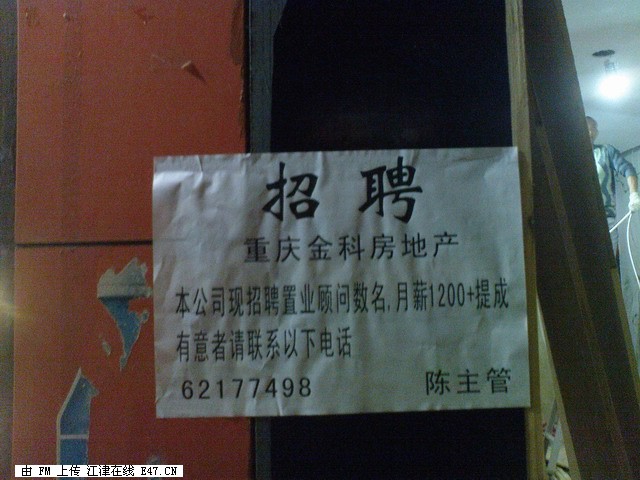 招聘
重庆金科房地产
本公司现招聘置业顾问数名,月薪1200+提成
有意者请联系以下电话
62177498 陈主管
由 FM 上传 江津在线 E47.CN